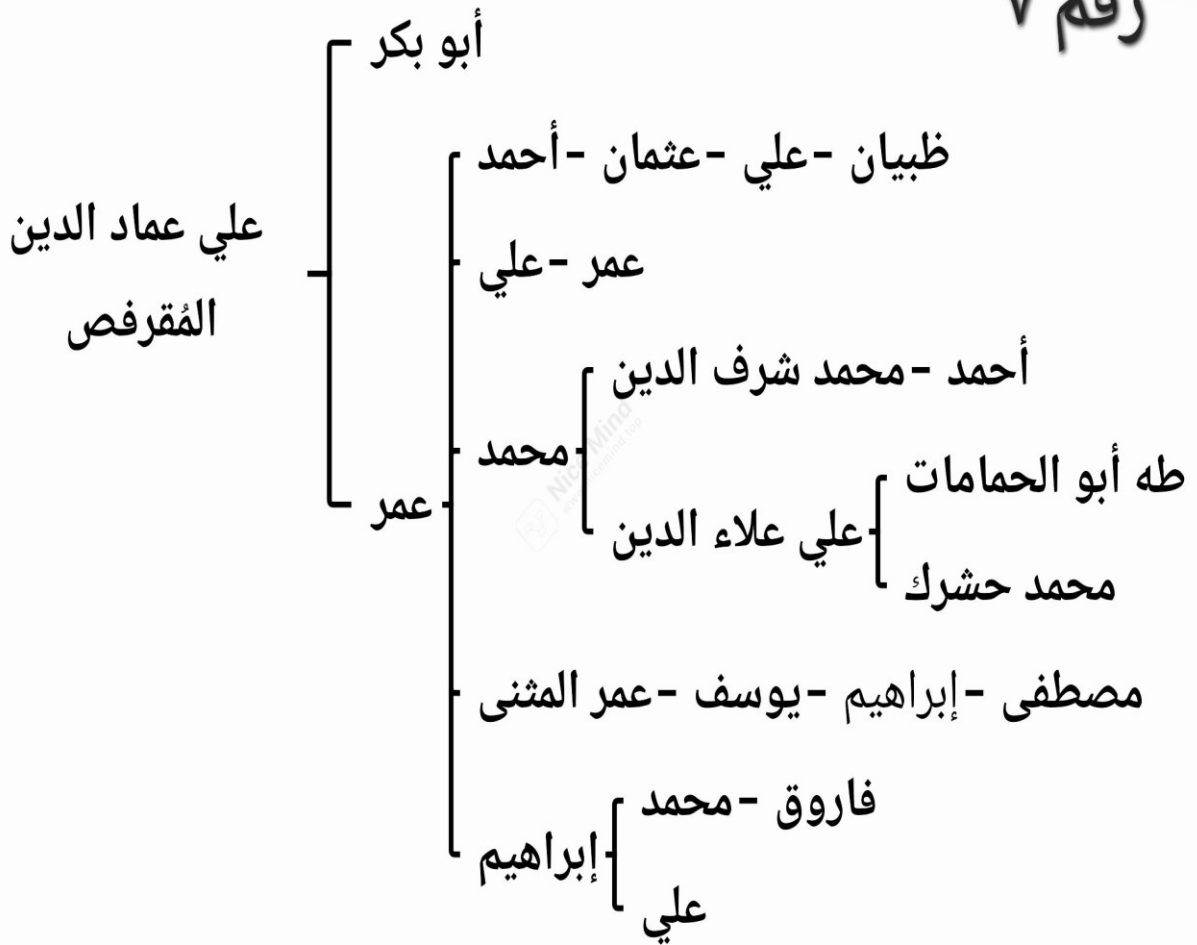 رقم ٧
أبو بكر
ظبيان - علي - عثمان - أحمد
علي عماد الدين
المُقرفص
عمر - علي
أحمد - محمد شرف الدين
محمد
طه أبو الحمامات
عمر
علي علاء الدين
محمد حشرك
مصطفى - إبراهيم - يوسف - عمر المثنى
فاروق - محمد
إبراهيم
علي
Nice Mind